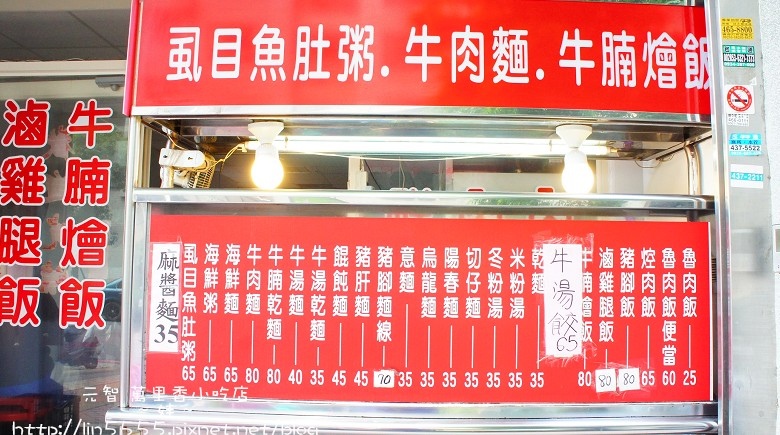 虱目魚肚粥.牛肉麵.牛腩燴飯
牛腩燴飯
滷雞腿飯
魯肉飯 25
魯肉飯便當 60
焢肉飯 65
豬腳飯 80
滷雞腿飯 80
牛腩燴飯 80
牛湯餃 65
乾麵 35
米粉湯 35
冬粉湯 35
切仔麵 35
陽春麵 35
烏龍麵 35
意麵 35
豬腳麵線 70
豬肝麵 45
餛飩麵 45
牛湯乾麵 35
牛湯麵 40
牛腩乾麵 80
牛肉麵 80
海鮮麵 65
海鮮粥 65
虱目魚肚粥 65
麻醬麵 35
465-8800
437-5522
437-2211
元智 萬里香小吃店
http://lin5655.pixnet.net/blog